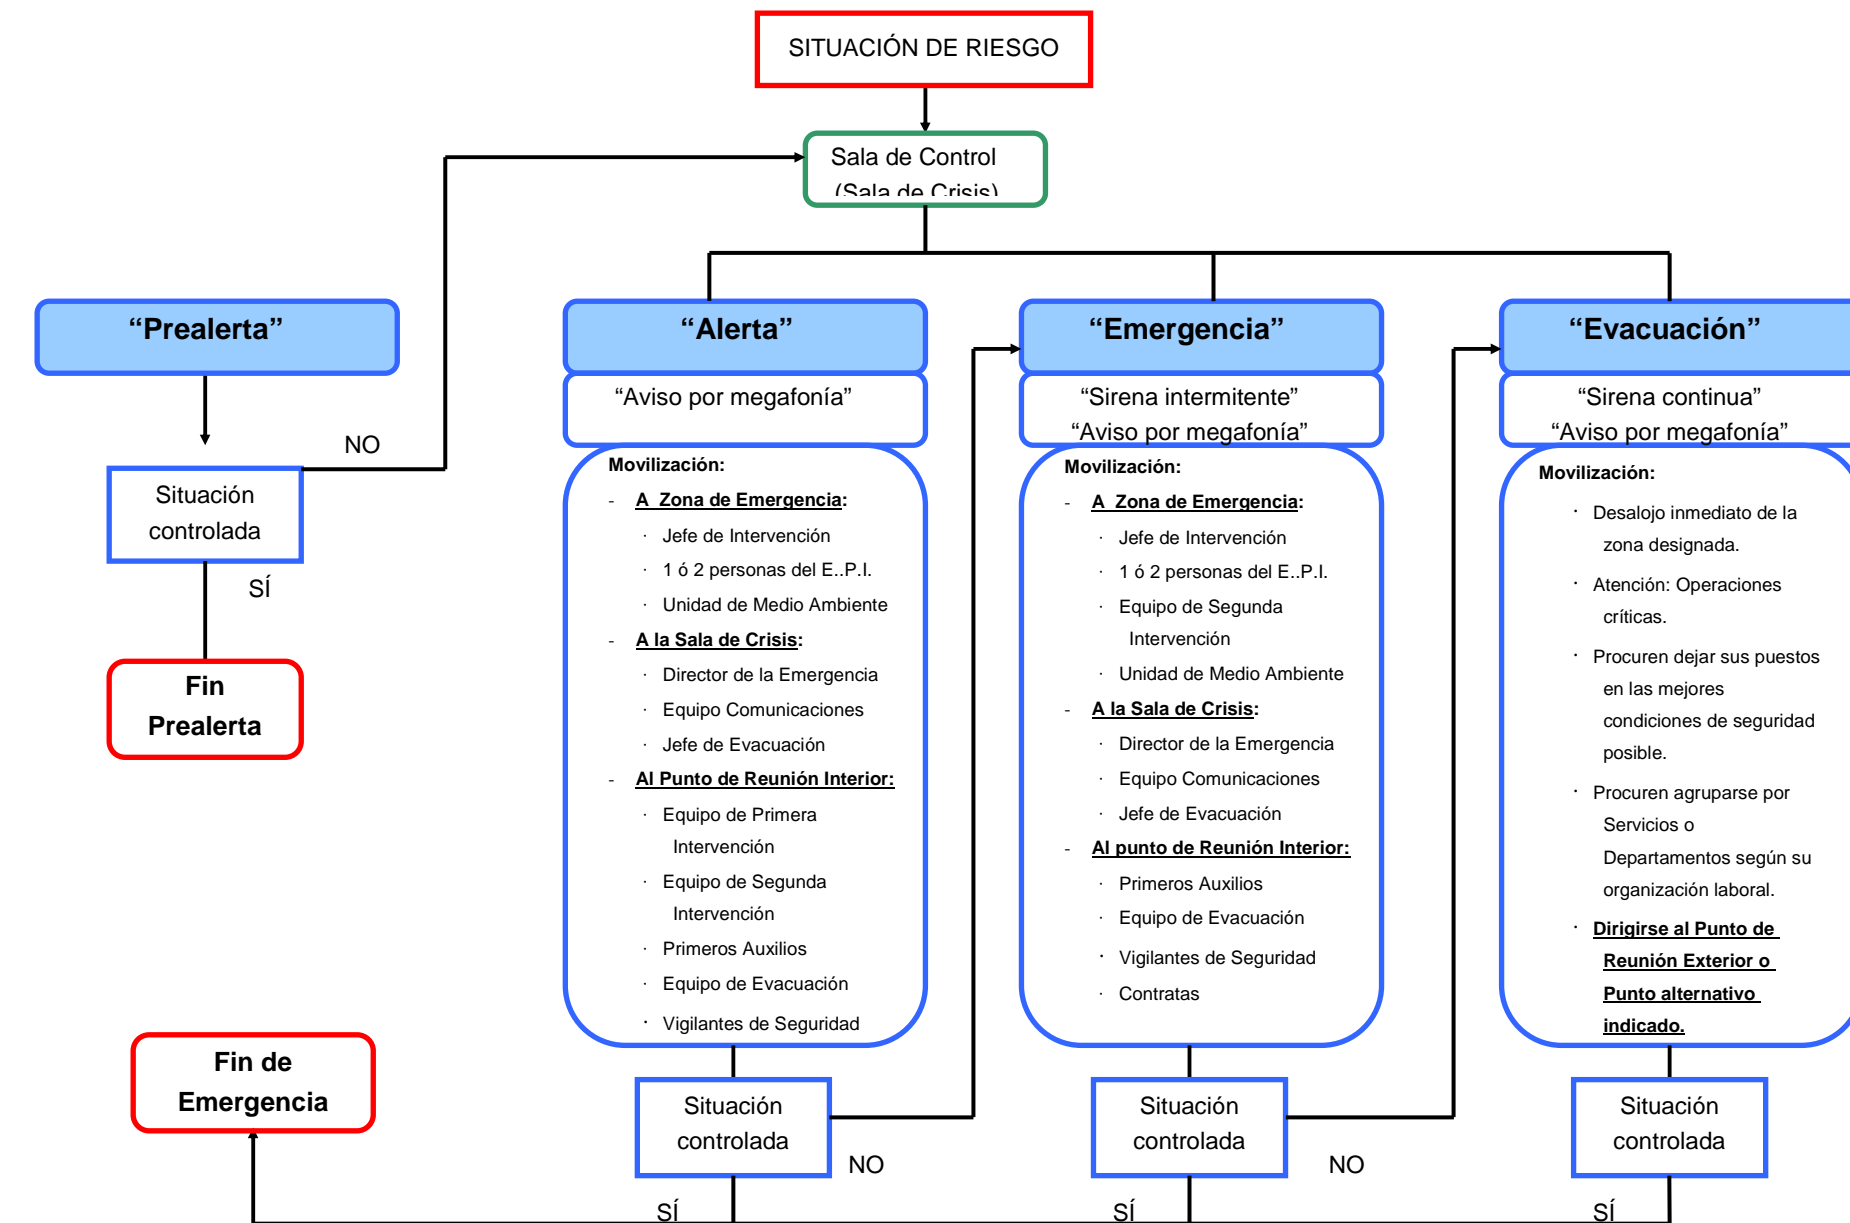 SITUACIÓN DE RIESGO
Sala de Control
(Sala de Crisis)
“Prealerta”
NO
Situación
controlada
SÍ
Fin
Prealerta
“Alerta”
“Aviso por megafonía”
Movilización:
- A Zona de Emergencia:
· Jefe de Intervención
· 1 ó 2 personas del E..P.I.
· Unidad de Medio Ambiente
- A la Sala de Crisis:
· Director de la Emergencia
· Equipo Comunicaciones
· Jefe de Evacuación
- Al Punto de Reunión Interior:
· Equipo de Primera
Intervención
· Equipo de Segunda
Intervención
· Primeros Auxilios
· Equipo de Evacuación
· Vigilantes de Seguridad
Situación
controlada
NO
SÍ
“Emergencia”
“Sirena intermitente”
“Aviso por megafonía”
Movilización:
- A Zona de Emergencia:
· Jefe de Intervención
· 1 ó 2 personas del E..P.I.
· Equipo de Segunda
Intervención
· Unidad de Medio Ambiente
- A la Sala de Crisis:
· Director de la Emergencia
· Equipo Comunicaciones
· Jefe de Evacuación
- Al punto de Reunión Interior:
· Primeros Auxilios
· Equipo de Evacuación
· Vigilantes de Seguridad
· Contratas
Situación
controlada
NO
SÍ
“Evacuación”
“Sirena continua”
“Aviso por megafonía”
Movilización:
· Desalojo inmediato de la
zona designada.
· Atención: Operaciones
críticas.
· Procuren dejar sus puestos
en las mejores
condiciones de seguridad
posible.
· Procuren agruparse por
Servicios o
Departamentos según su
organización laboral.
· Dirigirse al Punto de
Reunión Exterior o
Punto alternativo
indicado.
Situación
controlada
SÍ
Fin de
Emergencia